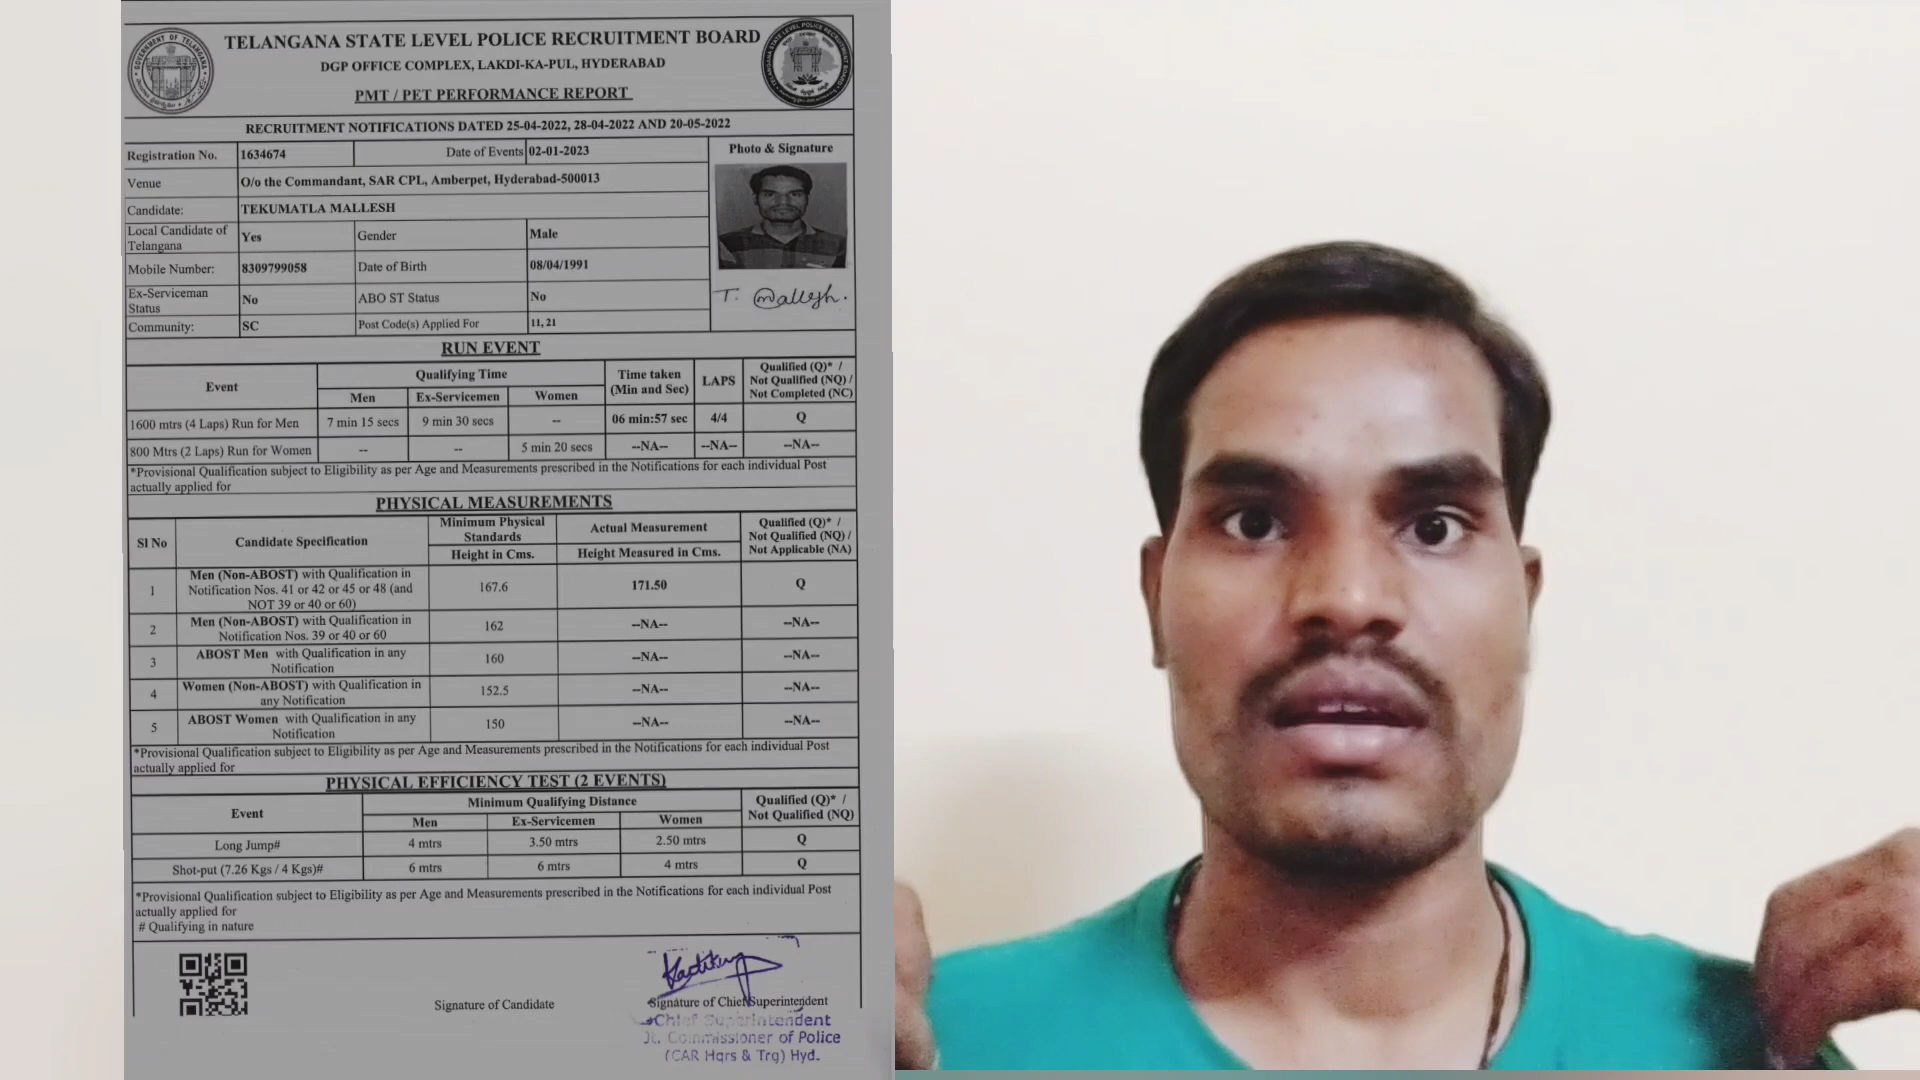 TELANGANA STATE LEVEL POLICE RECRUITMENT BOARD
DGP OFFICE COMPLEX, LAKDI-KA-PUL, HYDERABAD
PMT / PET PERFORMANCE REPORT
RECRUITMENT NOTIFICATIONS DATED 25-04-2022, 28-04-2022 AND 20-05-2022
Registration No. 1634674 Date of Events 02-01-2023 Photo & Signature
Venue O/o the Commandant, SAR CPL, Amberpet, Hyderabad-500013
Candidate: TEKUMATLA MALLESH
Local Candidate of Telangana Yes Gender Male
Mobile Number: 8309799058 Date of Birth 08/04/1991
Ex-Serviceman Status No ABO ST Status No
T. Mallesh.
Community: SC Post Code(s) Applied For 11, 21
RUN EVENT
Event Qualifying Time Time taken (Min and Sec) LAPS Qualified (Q)* / Not Qualified (NQ) / Not Completed (NC)
Men Ex-Servicemen Women
1600 mtrs (4 Laps) Run for Men 7 min 15 secs 9 min 30 secs -- 06 min:57 sec 4/4 Q
800 Mtrs (2 Laps) Run for Women -- -- 5 min 20 secs --NA-- --NA-- --NA--
*Provisional Qualification subject to Eligibility as per Age and Measurements prescribed in the Notifications for each individual Post
actually applied for
PHYSICAL MEASUREMENTS
Sl No Candidate Specification Minimum Physical Standards Actual Measurement Qualified (Q)* / Not Qualified (NQ) / Not Applicable (NA)
Height in Cms. Height Measured in Cms.
1 Men (Non-ABOST) with Qualification in Notification Nos. 41 or 42 or 45 or 48 (and NOT 39 or 40 or 60) 167.6 171.50 Q
2 Men (Non-ABOST) with Qualification in Notification Nos. 39 or 40 or 60 162 --NA-- --NA--
3 ABOST Men with Qualification in any Notification 160 --NA-- --NA--
4 Women (Non-ABOST) with Qualification in any Notification 152.5 --NA-- --NA--
5 ABOST Women with Qualification in any Notification 150 --NA-- --NA--
*Provisional Qualification subject to Eligibility as per Age and Measurements prescribed in the Notifications for each individual Post
actually applied for
PHYSICAL EFFICIENCY TEST (2 EVENTS)
Event Minimum Qualifying Distance Qualified (Q)* / Not Qualified (NQ)
Men Ex-Servicemen Women
Long Jump# 4 mtrs 3.50 mtrs 2.50 mtrs Q
Shot-put (7.26 Kgs / 4 Kgs)# 6 mtrs 6 mtrs 4 mtrs Q
*Provisional Qualification subject to Eligibility as per Age and Measurements prescribed in the Notifications for each individual Post
actually applied for
# Qualifying in nature
Signature of Candidate Signature of Chief Superintendent
Chief Superintendent
Jt. Commissioner of Police
(CAR Hqrs & Trg) Hyd.